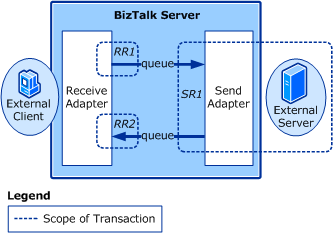 BizTalk Server
RR1
queue
External
Client
Receive
Adapter
SR1
Send
Adapter
External
Server
RR2
queue
Legend
Scope of Transaction